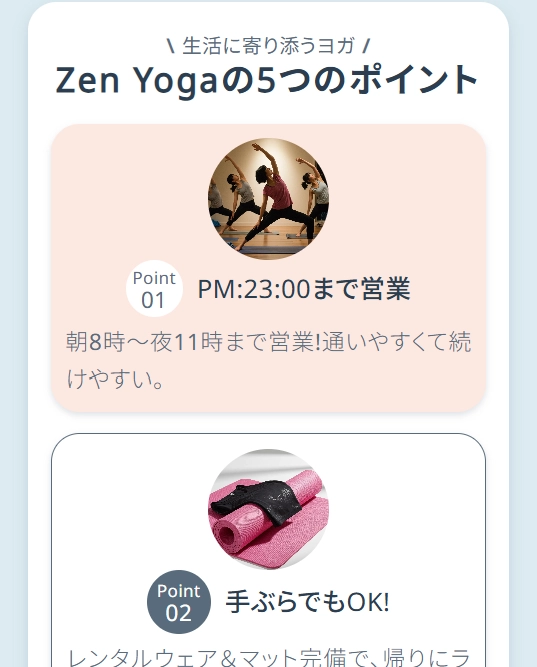 \ 生活に寄り添うヨガ /
Zen Yogaの5つのポイント
Point
01
PM:23:00まで営業
朝8時〜夜11時まで営業!通いやすくて続
けやすい。
Point
02
手ぶらでもOK!
レンタルウェア＆マット完備で、帰りにラ